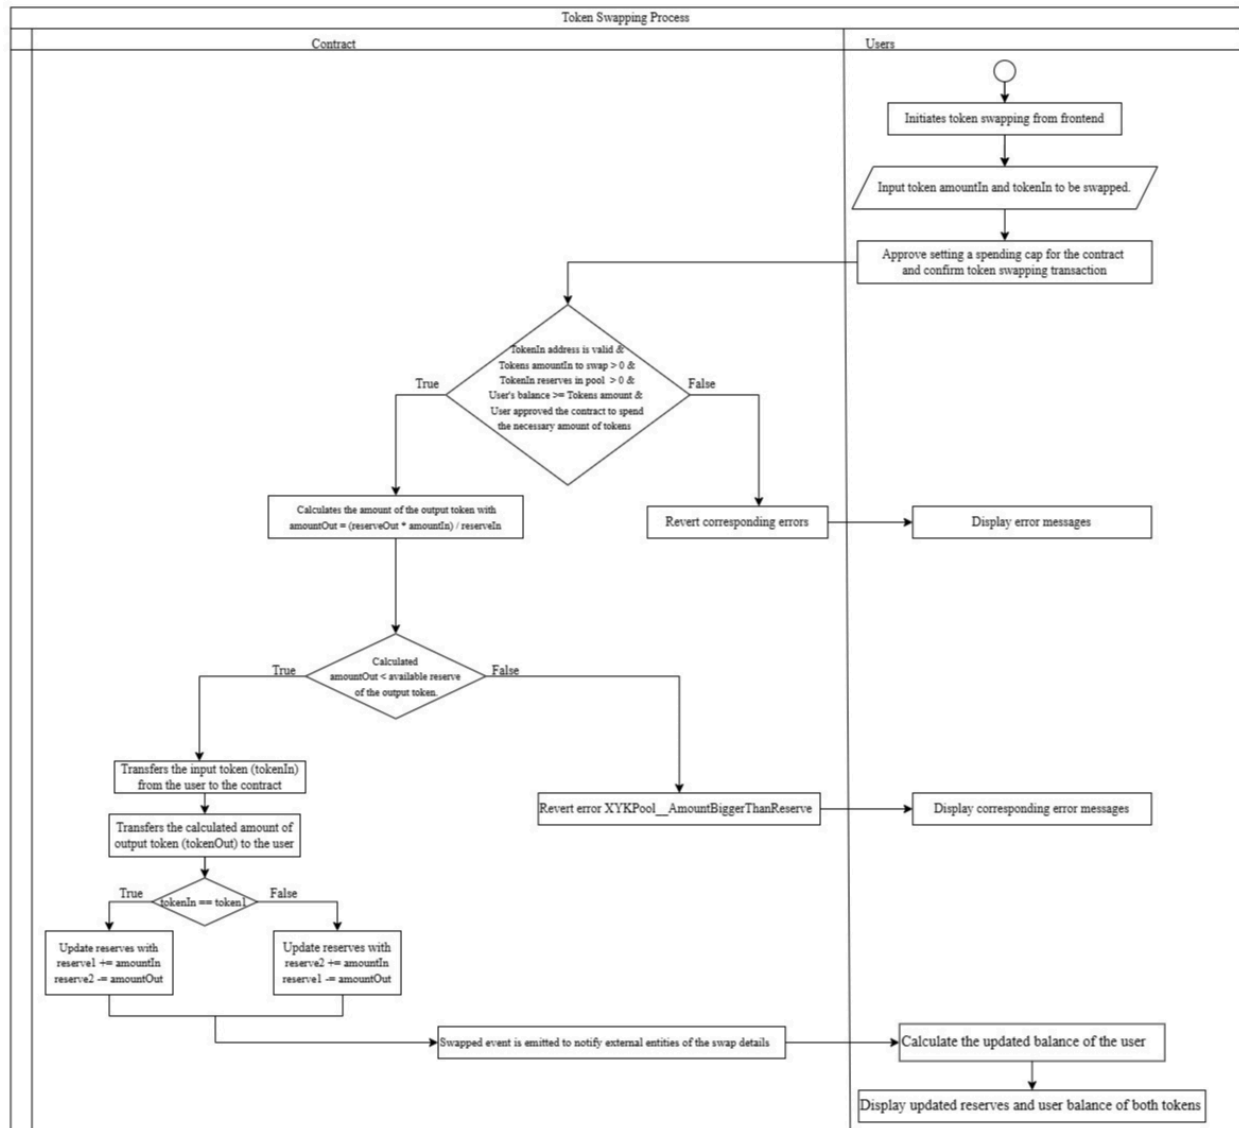 Token Swapping Process
Contract
Users
Initiates token swapping from frontend
Input token amountIn and tokenIn to be swapped.
Approve setting a spending cap for the contract
and confirm token swapping transaction
TokenIn address is valid &
Tokens amountIn to swap > 0 &
TokenIn reserves in pool > 0 &
User's balance >= Tokens amount &
User approved the contract to spend
the necessary amount of tokens
True
False
Calculates the amount of the output token with
amountOut = (reserveOut * amountIn) / reserveIn
Revert corresponding errors
Display error messages
Calculated
amountOut < available reserve
of the output token.
True
False
Transfers the input token (tokenIn)
from the user to the contract
Revert error XYKPool__AmountBiggerThanReserve
Display corresponding error messages
Transfers the calculated amount of
output token (tokenOut) to the user
True
False
tokenIn == token1
Update reserves with
reserve1 += amountIn
reserve2 -= amountOut
Update reserves with
reserve2 += amountIn
reserve1 -= amountOut
Swapped event is emitted to notify external entities of the swap details
Calculate the updated balance of the user
Display updated reserves and user balance of both tokens